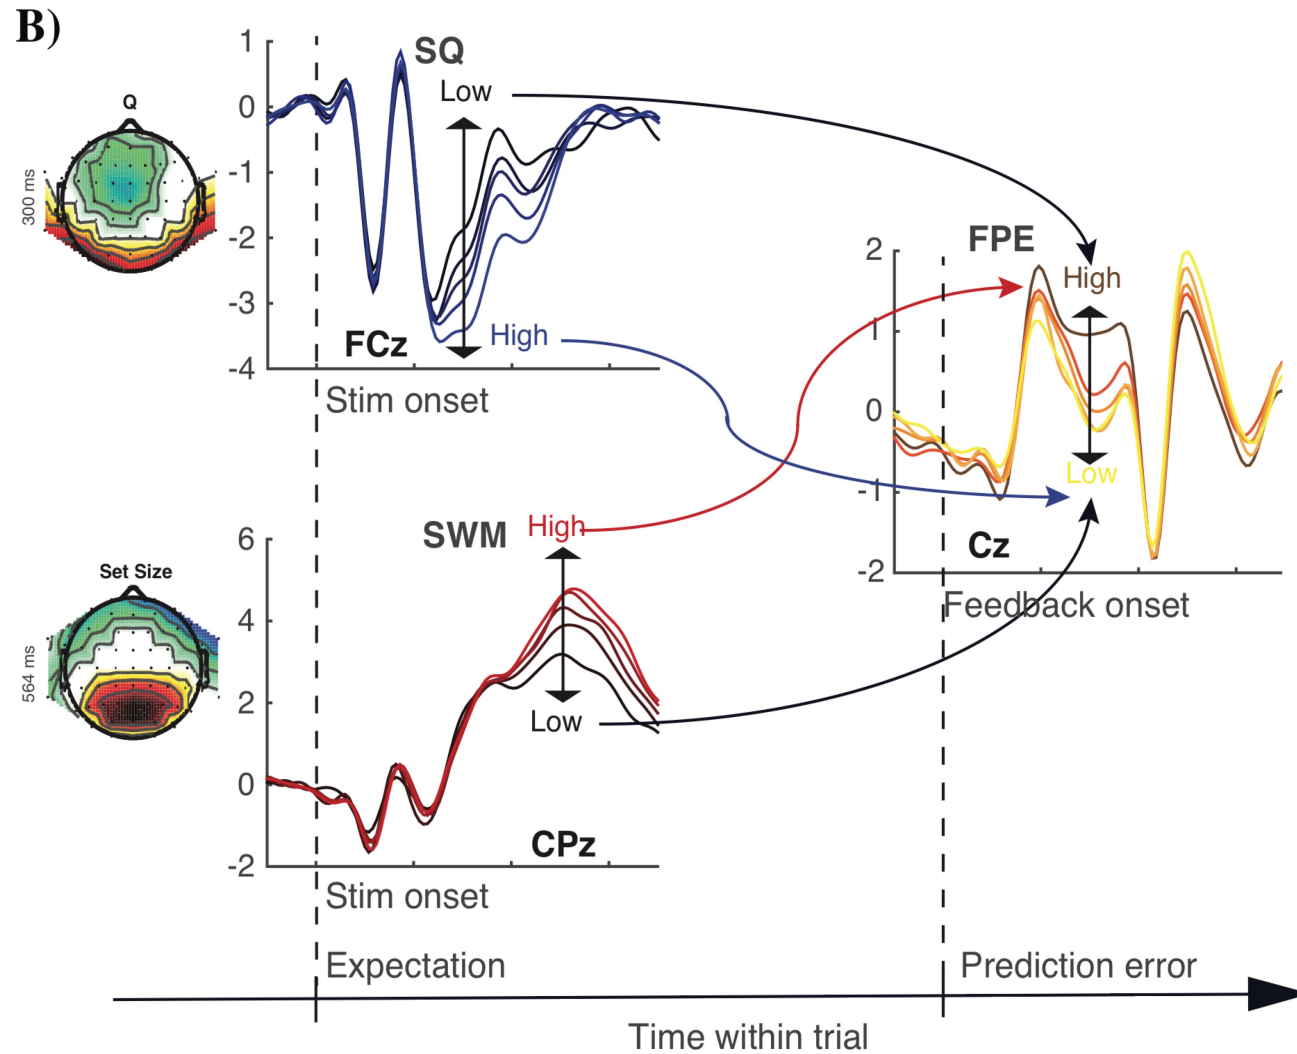 B)
Q
300 ms
1
0
-1
-2
-3
-4
SQ
Low
High
FCz
Stim onset
Set Size
564 ms
6
4
2
0
-2
SWM
High
Low
CPz
Stim onset
2
1
0
-1
-2
FPE
High
Low
Cz
Feedback onset
Expectation
Prediction error
Time within trial